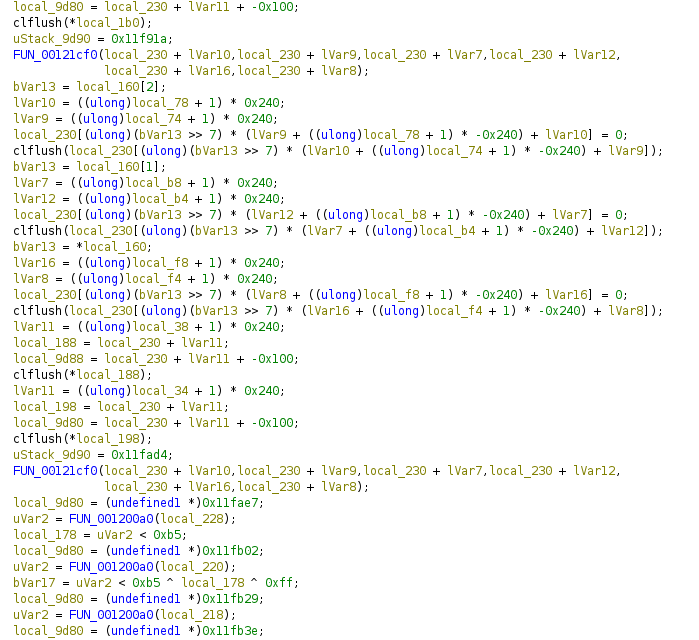 local_9d80 = local_230 + lVar11 + -0x100;
clflush(*local_1b0);
uStack_9d90 = 0x11f91a;
FUN_00121cf0(local_230 + lVar10,local_230 + lVar9,local_230 + lVar7,local_230 + lVar12,
local_230 + lVar16,local_230 + lVar8);
bVar13 = local_160[2];
lVar10 = ((ulong)local_78 + 1) * 0x240;
lVar9 = ((ulong)local_74 + 1) * 0x240;
local_230[(ulong)(bVar13 >> 7) * (lVar9 + ((ulong)local_78 + 1) * -0x240) + lVar10] = 0;
clflush(local_230[(ulong)(bVar13 >> 7) * (lVar10 + ((ulong)local_74 + 1) * -0x240) + lVar9]);
bVar13 = local_160[1];
lVar7 = ((ulong)local_b8 + 1) * 0x240;
lVar12 = ((ulong)local_b4 + 1) * 0x240;
local_230[(ulong)(bVar13 >> 7) * (lVar12 + ((ulong)local_b8 + 1) * -0x240) + lVar7] = 0;
clflush(local_230[(ulong)(bVar13 >> 7) * (lVar7 + ((ulong)local_b4 + 1) * -0x240) + lVar12]);
bVar13 = *local_160;
lVar16 = ((ulong)local_f8 + 1) * 0x240;
lVar8 = ((ulong)local_f4 + 1) * 0x240;
local_230[(ulong)(bVar13 >> 7) * (lVar8 + ((ulong)local_f8 + 1) * -0x240) + lVar16] = 0;
clflush(local_230[(ulong)(bVar13 >> 7) * (lVar16 + ((ulong)local_f4 + 1) * -0x240) + lVar8]);
lVar11 = ((ulong)local_38 + 1) * 0x240;
local_188 = local_230 + lVar11;
local_9d88 = local_230 + lVar11 + -0x100;
clflush(*local_188);
lVar11 = ((ulong)local_34 + 1) * 0x240;
local_198 = local_230 + lVar11;
local_9d80 = local_230 + lVar11 + -0x100;
clflush(*local_198);
uStack_9d90 = 0x11fad4;
FUN_00121cf0(local_230 + lVar10,local_230 + lVar9,local_230 + lVar7,local_230 + lVar12,
local_230 + lVar16,local_230 + lVar8);
local_9d80 = (undefined1 *)0x11fae7;
uVar2 = FUN_001200a0(local_228);
local_178 = uVar2 < 0xb5;
local_9d80 = (undefined1 *)0x11fb02;
uVar2 = FUN_001200a0(local_220);
bVar17 = uVar2 < 0xb5 ^ local_178 ^ 0xff;
local_9d80 = (undefined1 *)0x11fb29;
uVar2 = FUN_001200a0(local_218);
local_9d80 = (undefined1 *)0x11fb3e;